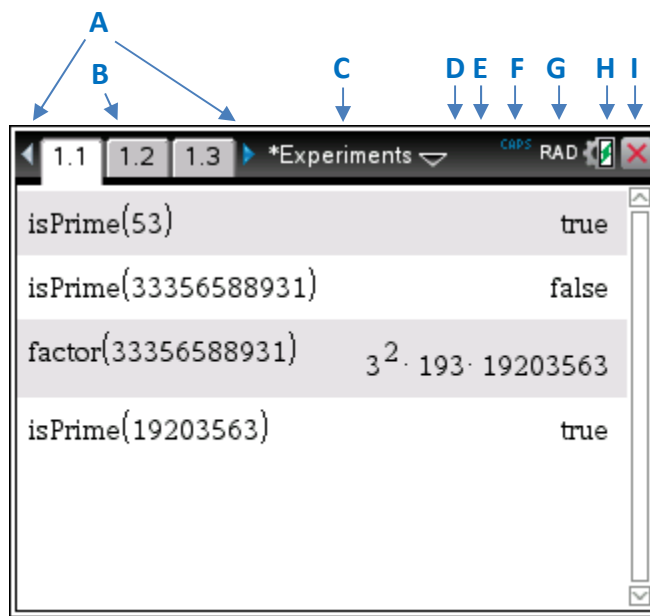 A
B C D E F G H I
1.1 1.2 1.3 *Experiments CAPS RAD
isPrime(53) true
isPrime(33356588931) false
factor(33356588931) 3²· 193· 19203563
isPrime(19203563) true